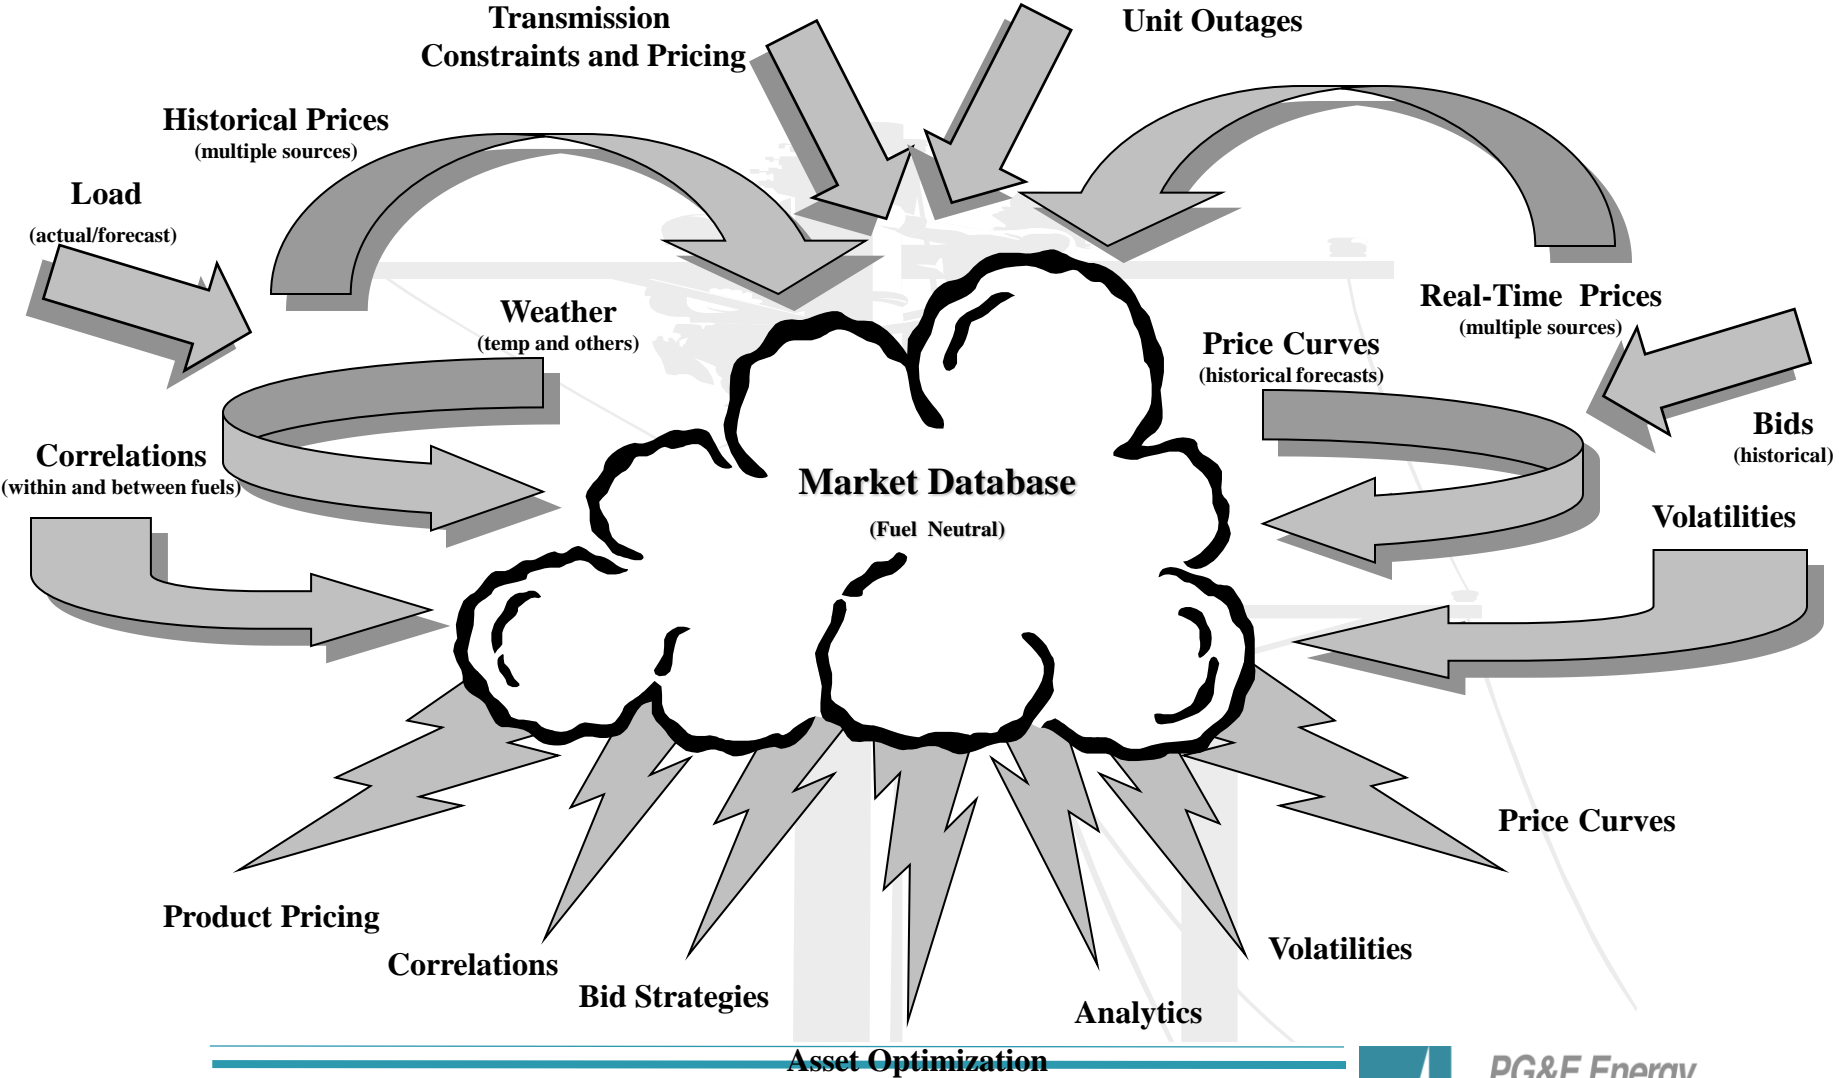 Transmission
Constraints and Pricing
Unit Outages
Historical Prices
(multiple sources)
Load
(actual/forecast)
Weather
(temp and others)
Real-Time Prices
(multiple sources)
Price Curves
(historical forecasts)
Bids
(historical)
Correlations
(within and between fuels)
Market Database
(Fuel Neutral)
Volatilities
Price Curves
Product Pricing
Correlations
Volatilities
Bid Strategies
Analytics
Asset Optimization
PG&E Energy